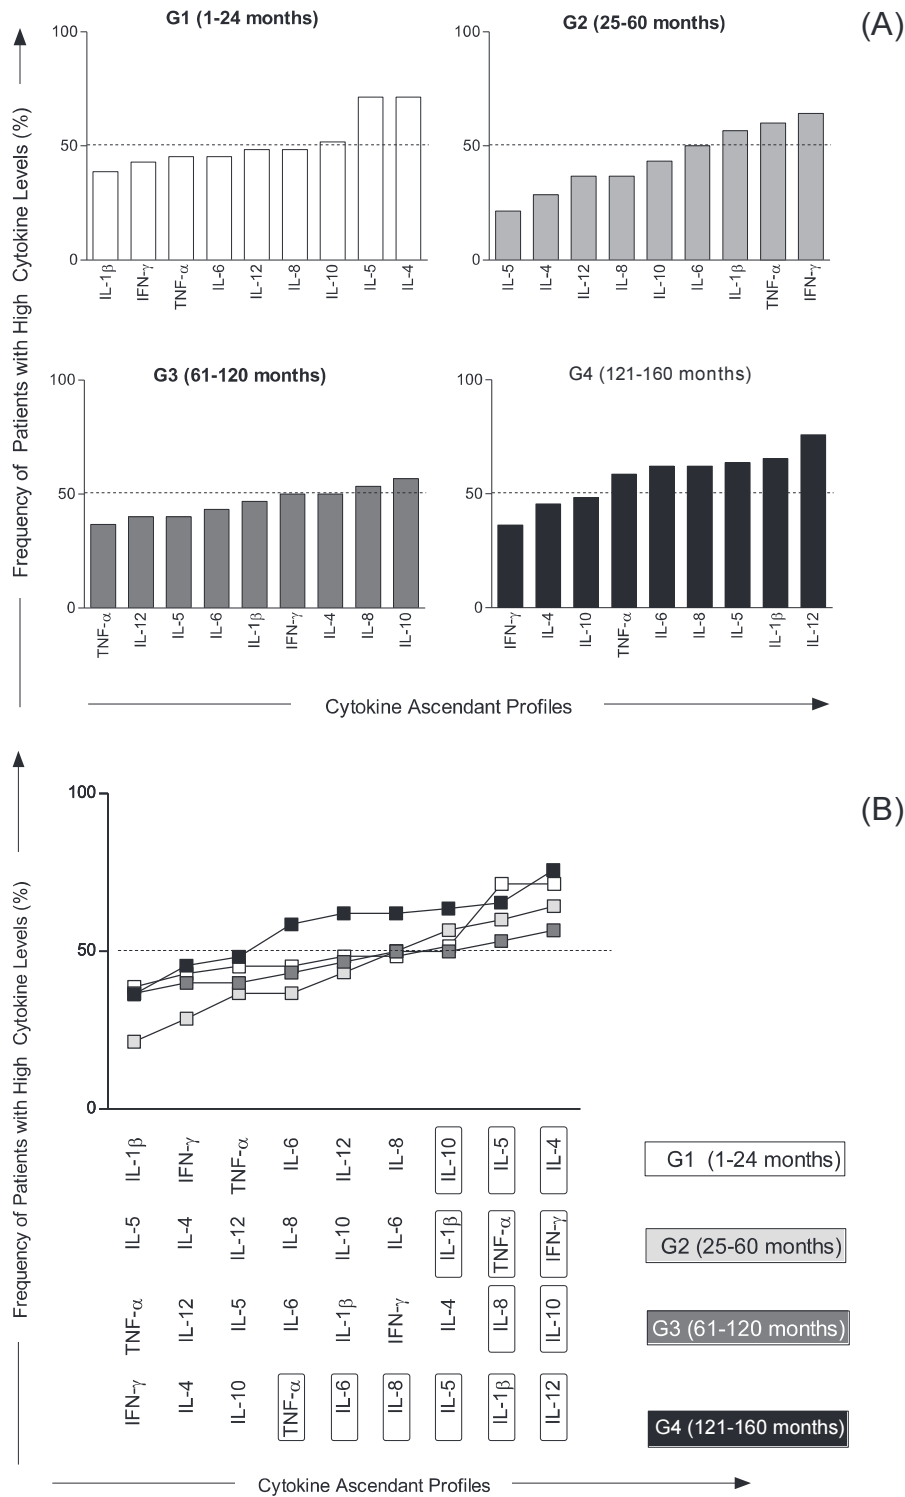 (A)
Frequency of Patients with High Cytokine Levels (%)
G1 (1-24 months)
100
50
0
IL-1β IFN-γ TNF-α IL-6 IL-12 IL-8 IL-10 IL-5 IL-4
G2 (25-60 months)
100
50
0
IL-5 IL-4 IL-12 IL-8 IL-10 IL-6 IL-1β TNF-α IFN-γ
G3 (61-120 months)
100
50
0
TNF-α IL-12 IL-5 IL-6 IL-1β IFN-γ IL-4 IL-8 IL-10
G4 (121-160 months)
100
50
0
IFN-γ IL-4 IL-10 TNF-α IL-6 IL-8 IL-5 IL-1β IL-12
Cytokine Ascendant Profiles
(B)
Frequency of Patients with High Cytokine Levels (%)
100
50
0
IL-1β IFN-γ TNF-α IL-6 IL-12 IL-8 IL-10 IL-5 IL-4
G1 (1-24 months)
IL-5 IL-4 IL-12 IL-8 IL-10 IL-6 IL-1β TNF-α IFN-γ
G2 (25-60 months)
TNF-α IL-12 IL-5 IL-6 IL-1β IFN-γ IL-4 IL-8 IL-10
G3 (61-120 months)
IFN-γ IL-4 IL-10 TNF-α IL-6 IL-8 IL-5 IL-1β IL-12
G4 (121-160 months)
Cytokine Ascendant Profiles